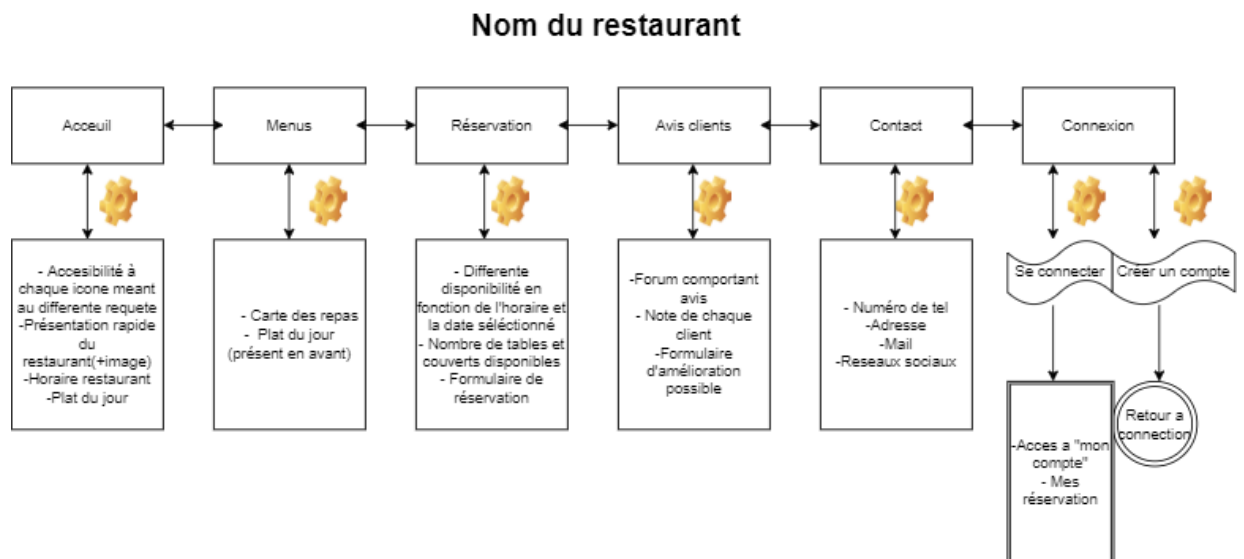 Nom du restaurant
Acceuil
Menus
Réservation
Avis clients
Contact
Connexion
- Accesibilité à
chaque icone meant
au differente requete
-Présentation rapide
du
restaurant(+image)
-Horaire restaurant
-Plat du jour
- Carte des repas
- Plat du jour
(présent en avant)
- Differente
disponibilité en
fonction de l'horaire et
la date séléctionné
- Nombre de tables et
couverts disponibles
- Formulaire de
réservation
-Forum comportant
avis
- Note de chaque
client
-Formulaire
d'amélioration
possible
- Numéro de tel
-Adresse
-Mail
-Reseaux sociaux
Se connecter
Créer un compte
-Acces a "mon
compte"
- Mes
réservation
Retour a
connection